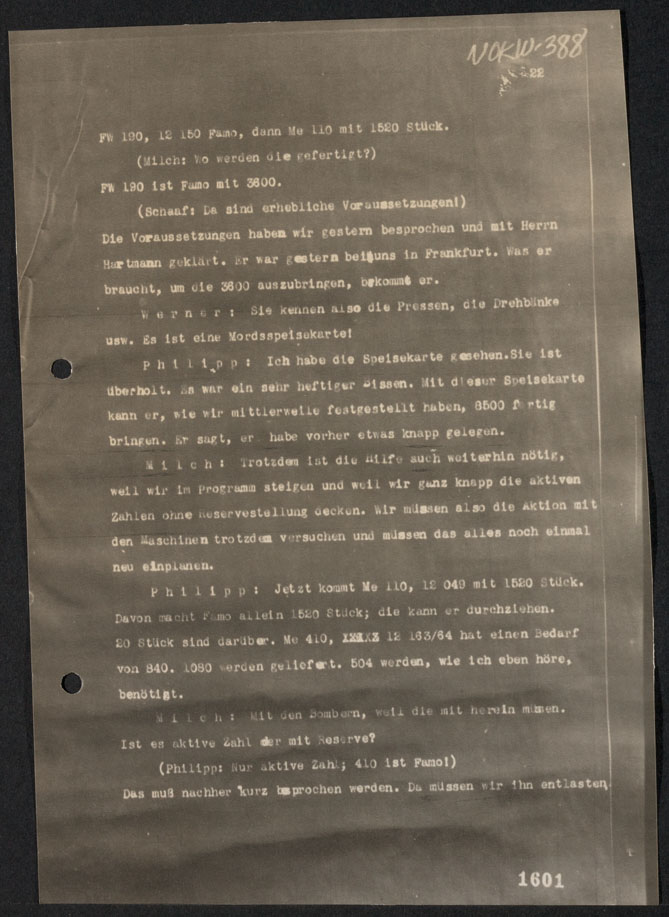 NOKW-388
22
FW 190, 12 150 Famo, dann Me 110 mit 1520 Stück.
(Milch: Wo werden die gefertigt?)
FW 190 ist Famo mit 3600.
(Schaaf: Da sind erhebliche Voraussetzungen!)
Die Voraussetzungen haben wir gestern besprochen und mit Herrn
Hartmann geklärt. Er war gestern bei uns in Frankfurt. Was er
braucht, um die 3600 auszubringen, bekommt er.
Werner: Sie kennen also die Pressen, die Drehbänke
usw. Es ist eine Mordsspeisekarte!
Philipp: Ich habe die Speisekarte gesehen.Sie ist
überholt. Es war ein sehr heftiger Bissen. Mit dieser Speisekarte
kann er, wie wir mittlerweile festgestellt haben, 8500 fertig
bringen. Er sagt, er habe vorher etwas knapp gelegen.
Milch: Trotzdem ist die Hilfe auch weiterhin nötig,
weil wir im Programm steigen und weil wir ganz knapp die aktiven
Zahlen ohne Reservestellung decken. Wir müssen also die Aktion mit
den Maschinen trotzdem versuchen und müssen das alles noch einmal
neu einplanen.
Philipp: Jetzt kommt Me 110, 12 049 mit 1520 Stück.
Davon macht Famo allein 1520 Stück; die kann er durchziehen.
20 Stück sind darüber. Me 410, 12 163/64 hat einen Bedarf
von 840. 1080 werden geliefert. 504 werden, wie ich eben höre,
benötigt.
Milch: Mit den Bombern, weil die mit herein müssen.
Ist es aktive Zahl oder mit Reserve?
(Philipp: Nur aktive Zahl; 410 ist Famo!)
Das muß nachher kurz besprochen werden. Da müssen wir ihn entlasten,
1601